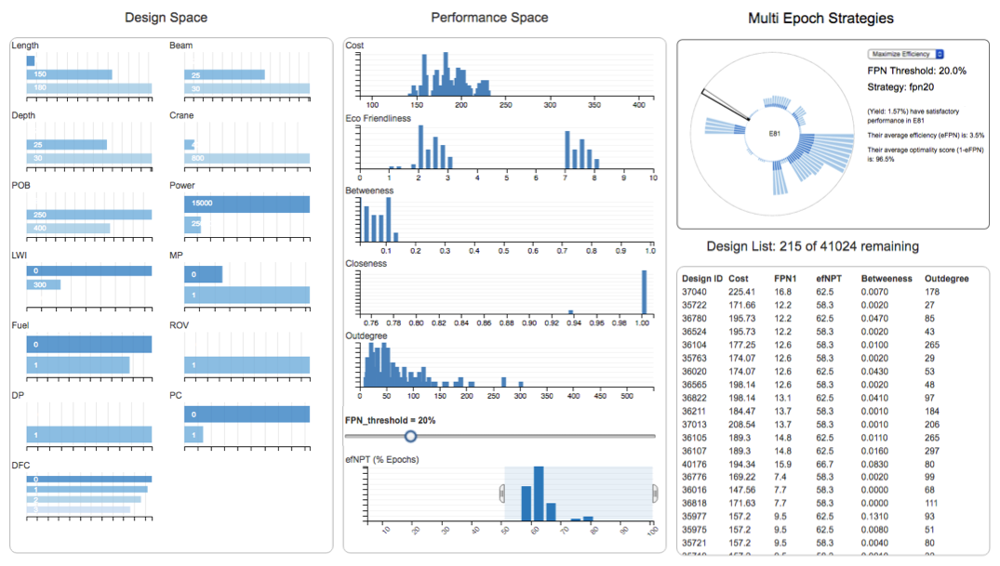 Design Space
Length
150
180
Beam
25
30
Depth
25
30
Crane
800
POB
250
400
Power
15000
LWI
0
300
MP
0
1
Fuel
0
1
ROV
1
DP
1
PC
0
1
DFC
0
1
2
3
Performance Space
Cost
100 150 200 250 300 350 400
Eco Friendliness
0 1 2 3 4 5 6 7 8 9 10
Betweeness
0.1 0.2 0.3 0.4 0.5 0.6 0.7 0.8 0.9 1.0
Closeness
0.76 0.78 0.80 0.82 0.84 0.86 0.88 0.90 0.92 0.94 0.96 0.98 1.00
Outdegree
0 50 100 150 200 250 300 350 400 450 500
FPN_threshold = 20%
efNPT (% Epochs)
10 20 30 40 50 60 70 80 90 100
Multi Epoch Strategies
Maximize Efficiency
FPN Threshold: 20.0%
Strategy: fpn20
(Yield: 1.57%) have satisfactory
performance in E81
Their average efficiency (eFPN) is: 3.5%
Their average optimality score (1-eFPN)
is: 96.5%
E81
Design List: 215 of 41024 remaining
Design ID Cost FPN1 efNPT Betweeness Outdegree
37040 225.41 16.8 62.5 0.0070 178
35722 171.66 12.2 58.3 0.0020 27
36780 195.73 12.2 62.5 0.0470 85
36524 195.73 12.2 58.3 0.0020 43
36104 177.25 12.6 58.3 0.0100 265
35763 174.07 12.6 58.3 0.0020 29
36020 174.07 12.6 62.5 0.0430 53
36565 198.14 12.6 58.3 0.0020 48
36822 198.14 13.1 62.5 0.0410 97
36211 184.47 13.7 58.3 0.0010 184
37013 208.54 13.7 58.3 0.0010 206
36105 189.3 14.8 62.5 0.0110 265
36107 189.3 14.8 62.5 0.0160 297
40176 194.34 15.9 66.7 0.0830 80
36776 169.22 7.4 58.3 0.0020 99
36016 147.56 7.7 58.3 0.0000 68
36818 171.63 7.7 58.3 0.0000 111
35977 157.2 9.5 62.5 0.1310 93
35975 157.2 9.5 62.5 0.0080 51
35721 157.2 9.5 58.3 0.0040 80